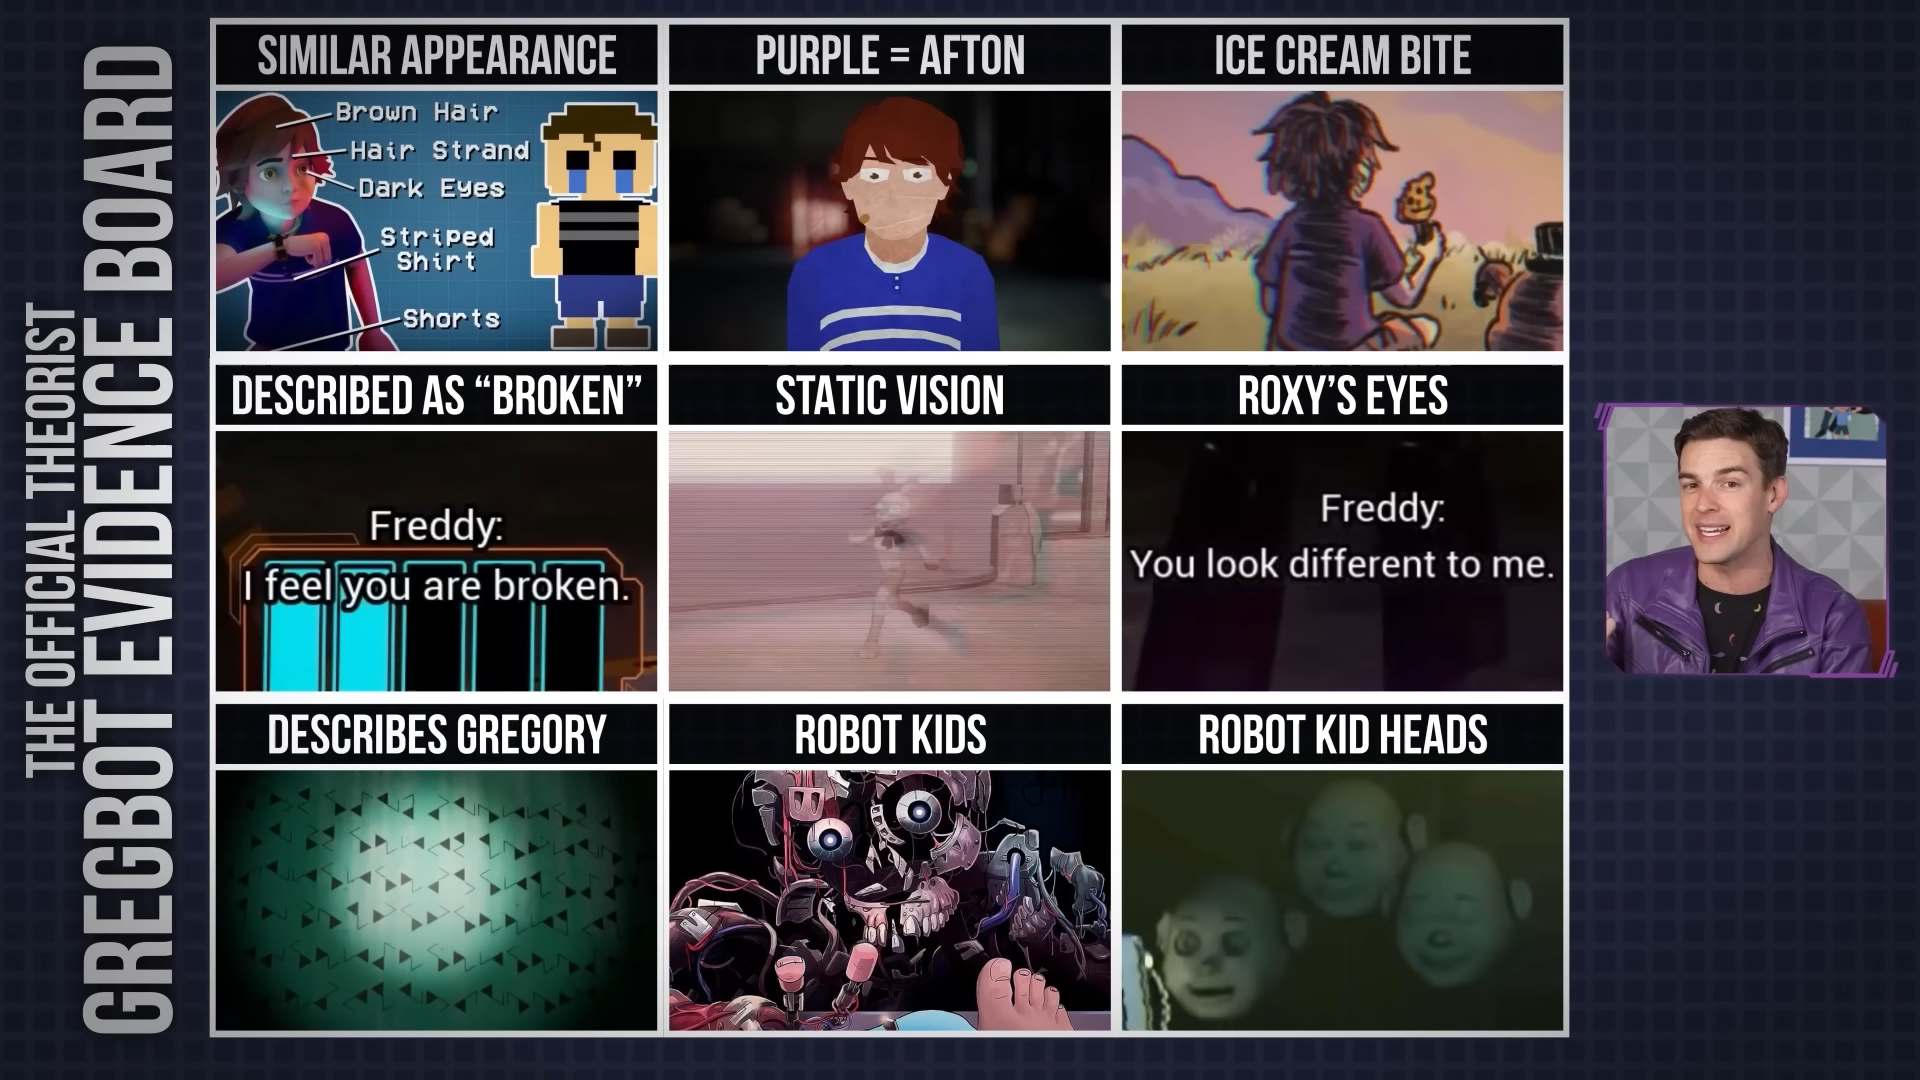 THE OFFICIAL THEORIST
GREGBOT EVIDENCE BOARD
SIMILAR APPEARANCE
Brown Hair
Hair Strand
Dark Eyes
Striped
Shirt
Shorts
PURPLE = AFTON
ICE CREAM BITE
DESCRIBED AS “BROKEN”
Freddy:
I feel you are broken.
STATIC VISION
ROXY’S EYES
Freddy:
You look different to me.
DESCRIBES GREGORY
ROBOT KIDS
ROBOT KID HEADS